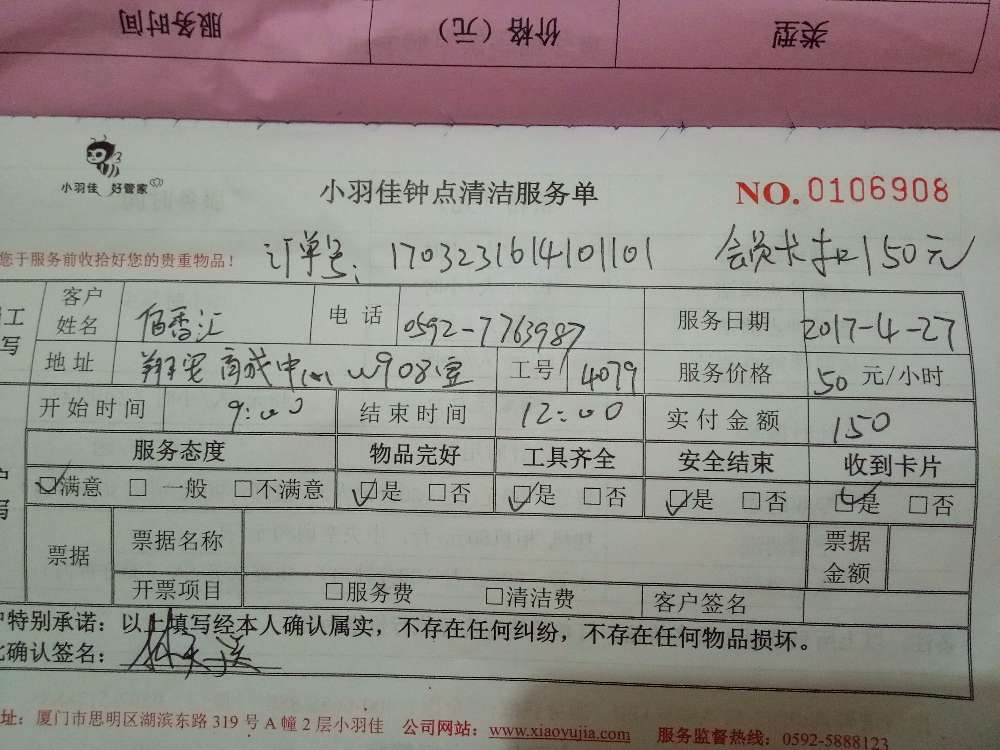 类型 价格（元） 服务时间
小羽佳 好管家
小羽佳钟点清洁服务单 NO.0106908
您于服务前收拾好您的贵重物品！ 订单号：1703231614101101 会员卡扣150元
工 客户姓名 佰香汇 电话 0592-7763987 服务日期 2017-4-27
写 地址 翔安商城中心 908室 工号 4079 服务价格 50 元/小时
开始时间 9:00 结束时间 12:00 实付金额 150
服务态度 物品完好 工具齐全 安全结束 收到卡片
☑满意 □ 一般 □不满意 ☑是 □否 ☑是 □否 ☑是 □否 ☑是 □否
票据 票据名称 票据金额
开票项目 □服务费 □清洁费 客户签名
户特别承诺：以上填写经本人确认属实，不存在任何纠纷，不存在任何物品损坏。
此确认签名：
址：厦门市思明区湖滨东路 319 号 A 幢 2 层小羽佳 公司网站：www.xiaoyujia.com 服务监督热线：0592-5888123